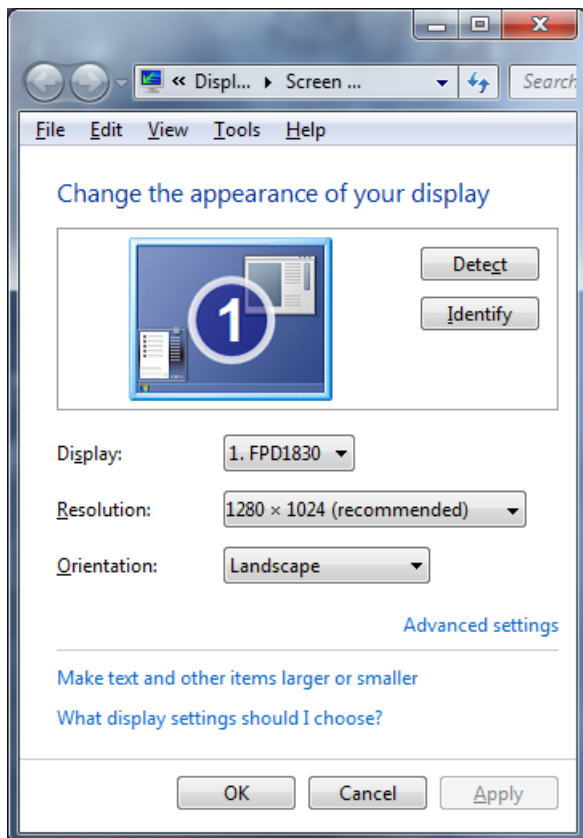 « Displ... Screen ... Search
File Edit View Tools Help
Change the appearance of your display
1
Detect
Identify
Display: 1. FPD1830
Resolution: 1280 × 1024 (recommended)
Orientation: Landscape
Advanced settings
Make text and other items larger or smaller
What display settings should I choose?
OK Cancel Apply